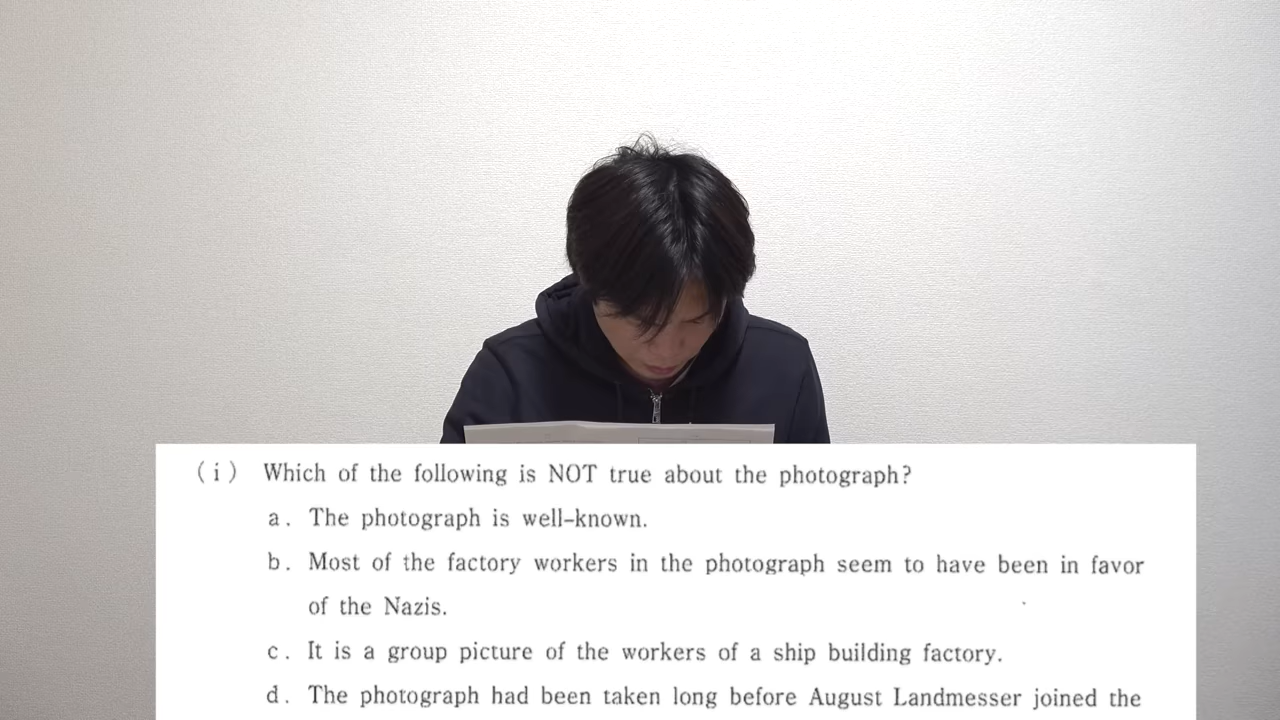 (i) Which of the following is NOT true about the photograph?
a. The photograph is well-known.
b. Most of the factory workers in the photograph seem to have been in favor
of the Nazis.
c. It is a group picture of the workers of a ship building factory.
d. The photograph had been taken long before August Landmesser joined the